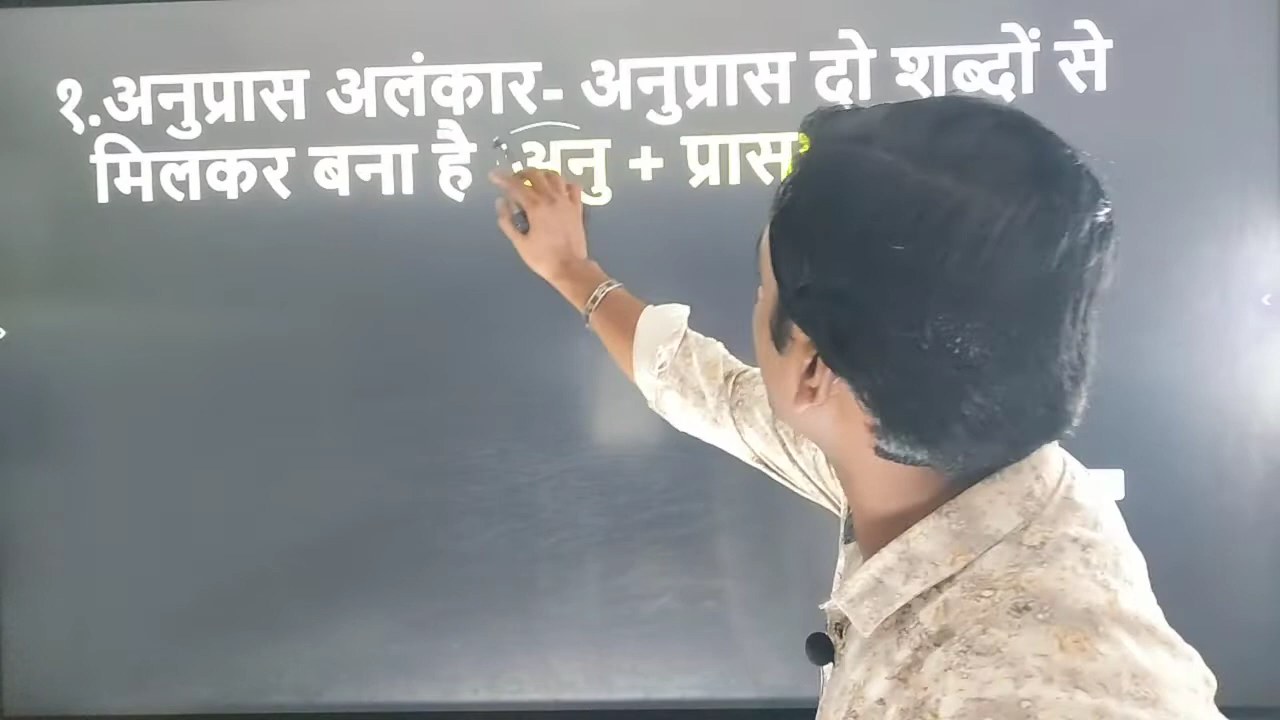 १.अनुप्रास अलंकार- अनुप्रास दो शब्दों से
मिलकर बना है अनु + प्रास